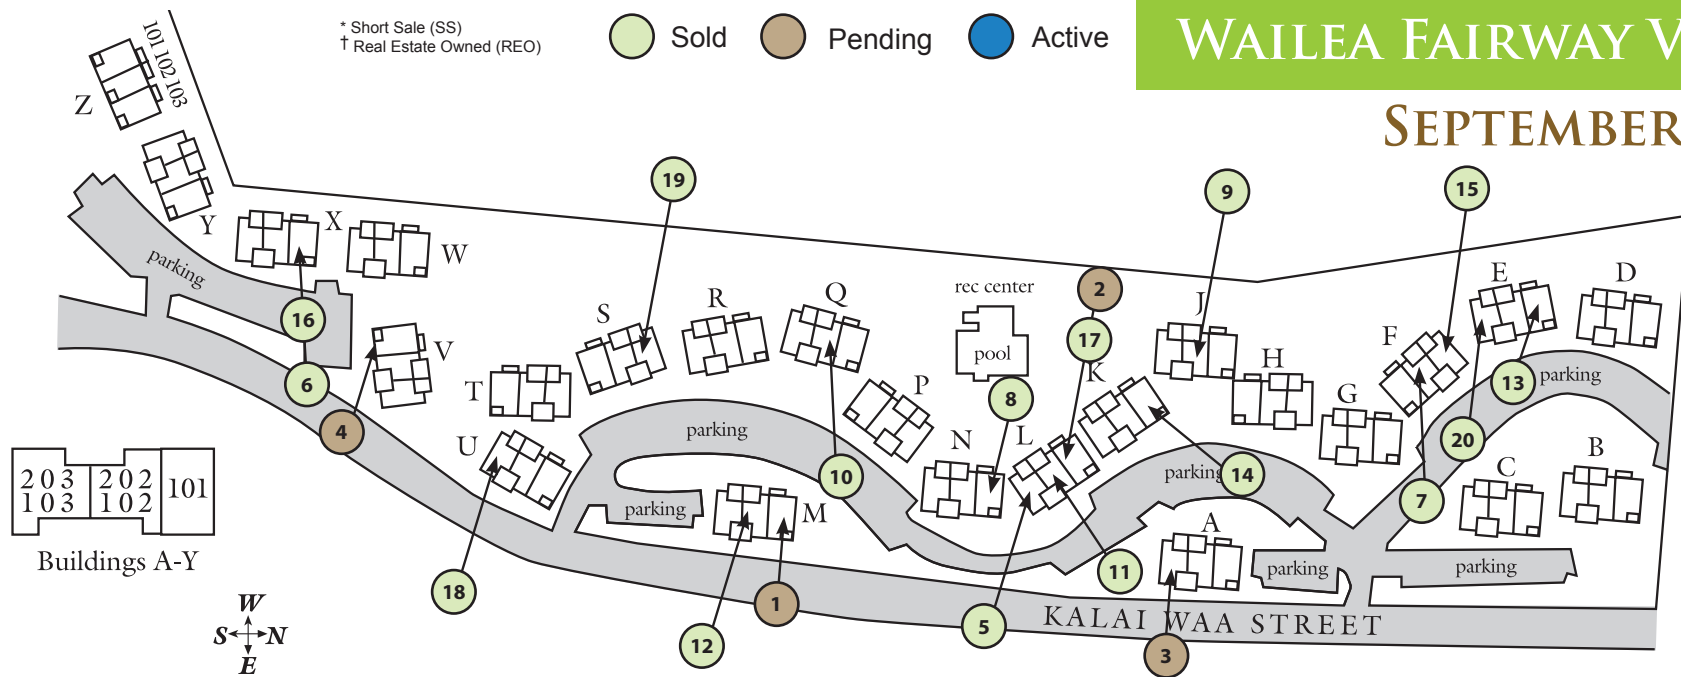 * Short Sale (SS)
† Real Estate Owned (REO)
Sold
Pending
Active
WAILEA FAIRWAY V
SEPTEMBER
101 102 103
Z
Y
X
W
V
U
T
S
R
Q
P
N
M
L
K
J
H
G
F
E
D
C
B
A
19
9
15
2
17
16
6
4
8
13
20
10
14
7
18
12
1
11
5
3
rec center
pool
parking
parking
parking
parking
parking
parking
parking
KALAI WAA STREET
203 202
103 102 101
Buildings A-Y
W
S N
E